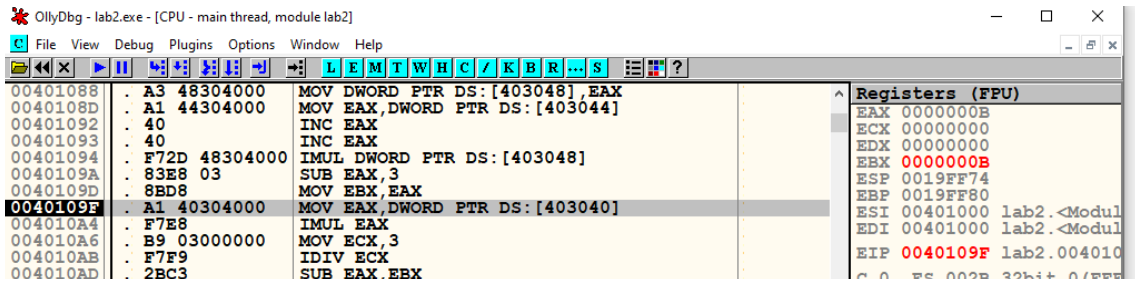 OllyDbg - lab2.exe - [CPU - main thread, module lab2]
C File View Debug Plugins Options Window Help
L E M T W H C / K B R ... S ?
00401088 . A3 48304000 MOV DWORD PTR DS:[403048],EAX
0040108D . A1 44304000 MOV EAX,DWORD PTR DS:[403044]
00401092 . 40 INC EAX
00401093 . 40 INC EAX
00401094 . F72D 48304000 IMUL DWORD PTR DS:[403048]
0040109A . 83E8 03 SUB EAX,3
0040109D . 8BD8 MOV EBX,EAX
0040109F . A1 40304000 MOV EAX,DWORD PTR DS:[403040]
004010A4 . F7E8 IMUL EAX
004010A6 . B9 03000000 MOV ECX,3
004010AB . F7F9 IDIV ECX
004010AD . 2BC3 SUB EAX,EBX
Registers (FPU)
EAX 0000000B
ECX 00000000
EDX 00000000
EBX 0000000B
ESP 0019FF74
EBP 0019FF80
ESI 00401000 lab2.<Modul
EDI 00401000 lab2.<Modul
EIP 0040109F lab2.004010
C 0 ES 002B 32bit 0(FFF